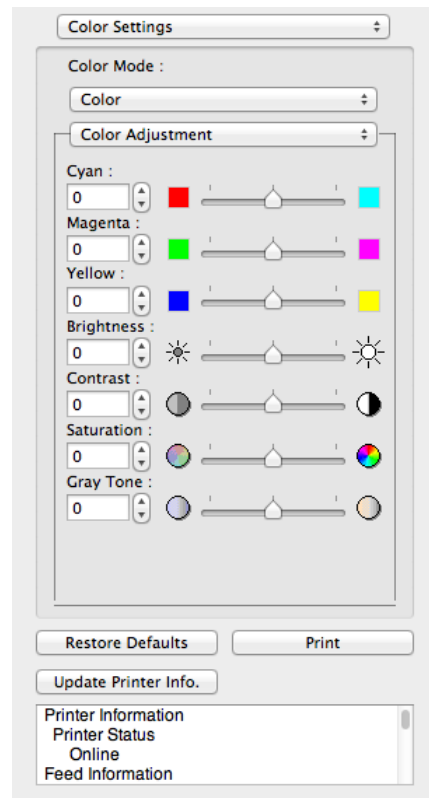 Color Settings
Color Mode :
Color
Color Adjustment
Cyan :
0
Magenta :
0
Yellow :
0
Brightness :
0
Contrast :
0
Saturation :
0
Gray Tone :
0
Restore Defaults Print
Update Printer Info.
Printer Information
Printer Status
Online
Feed Information